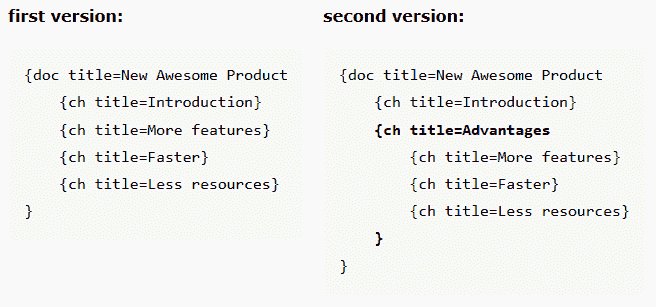 first version:
{doc title=New Awesome Product
{ch title=Introduction}
{ch title=More features}
{ch title=Faster}
{ch title=Less resources}
}
second version:
{doc title=New Awesome Product
{ch title=Introduction}
{ch title=Advantages
{ch title=More features}
{ch title=Faster}
{ch title=Less resources}
}
}